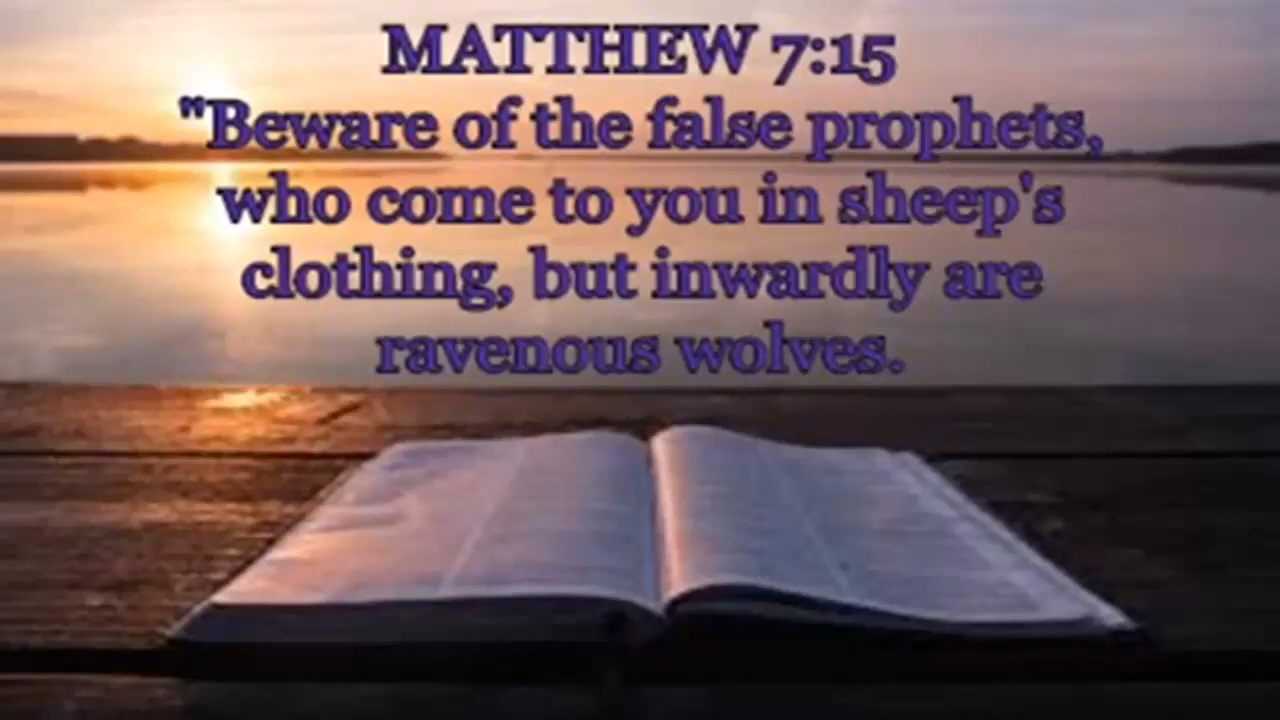 MATTHEW 7:15
"Beware of the false prophets,
who come to you in sheep's
clothing, but inwardly are
ravenous wolves.